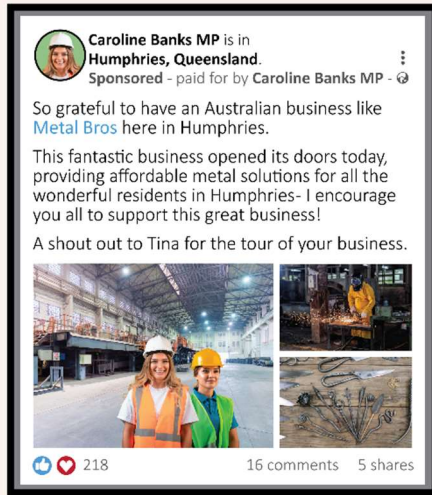 Caroline Banks MP is in
Humphries, Queensland.
Sponsored - paid for by Caroline Banks MP -
So grateful to have an Australian business like
Metal Bros here in Humphries.
This fantastic business opened its doors today,
providing affordable metal solutions for all the
wonderful residents in Humphries- I encourage
you all to support this great business!
A shout out to Tina for the tour of your business.
218 16 comments 5 shares